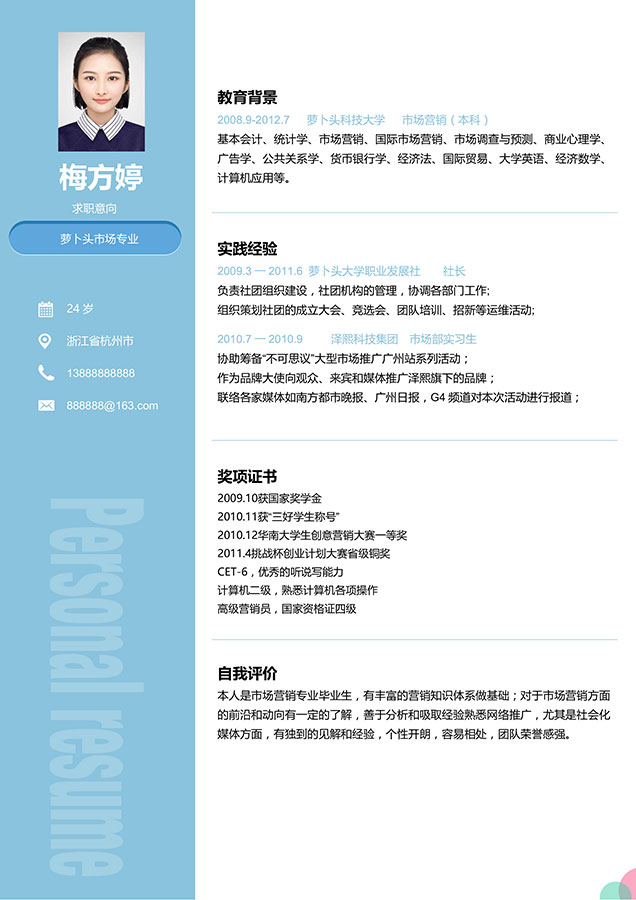 梅方婷
求职意向
萝卜头市场专业
24 岁
浙江省杭州市
13888888888
888888@163.com
Personal resume
教育背景
2008.9-2012.7 萝卜头科技大学 市场营销（本科）
基本会计、统计学、市场营销、国际市场营销、市场调查与预测、商业心理学、
广告学、公共关系学、货币银行学、经济法、国际贸易、大学英语、经济数学、
计算机应用等。
实践经验
2009.3 一 2011.6 萝卜头大学职业发展社 社长
负责社团组织建设，社团机构的管理，协调各部门工作;
组织策划社团的成立大会、竞选会、团队培训、招新等运维活动;
2010.7 一 2010.9 泽熙科技集团 市场部实习生
协助筹备“不可思议”大型市场推广广州站系列活动；
作为品牌大使向观众、来宾和媒体推广泽熙旗下的品牌；
联络各家媒体如南方都市晚报、广州日报，G4 频道对本次活动进行报道；
奖项证书
2009.10获国家奖学金
2010.11获“三好学生称号”
2010.12华南大学生创意营销大赛一等奖
2011.4挑战杯创业计划大赛省级铜奖
CET-6，优秀的听说写能力
计算机二级，熟悉计算机各项操作
高级营销员，国家资格证四级
自我评价
本人是市场营销专业毕业生，有丰富的营销知识体系做基础；对于市场营销方面
的前沿和动向有一定的了解，善于分析和吸取经验熟悉网络推广，尤其是社会化
媒体方面，有独到的见解和经验，个性开朗，容易相处，团队荣誉感强。